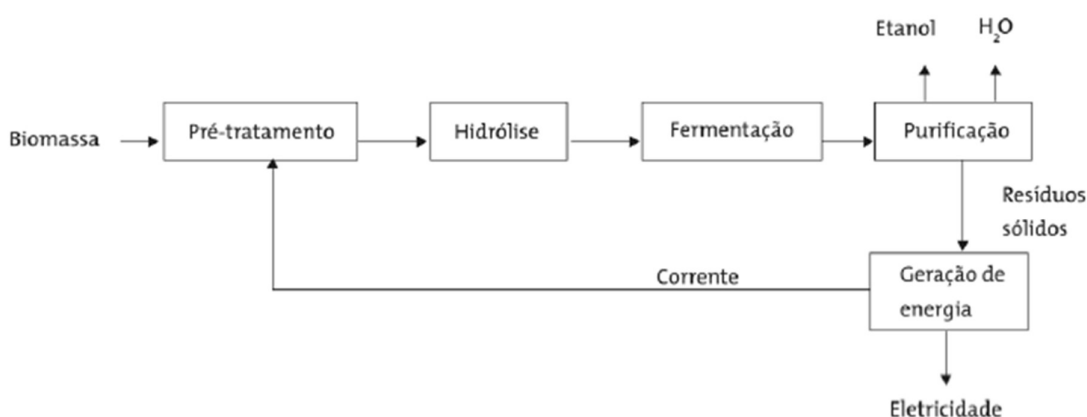 Etanol
H₂O
Biomassa
Pré-tratamento
Hidrólise
Fermentação
Purificação
Resíduos
sólidos
Corrente
Geração de
energia
Eletricidade